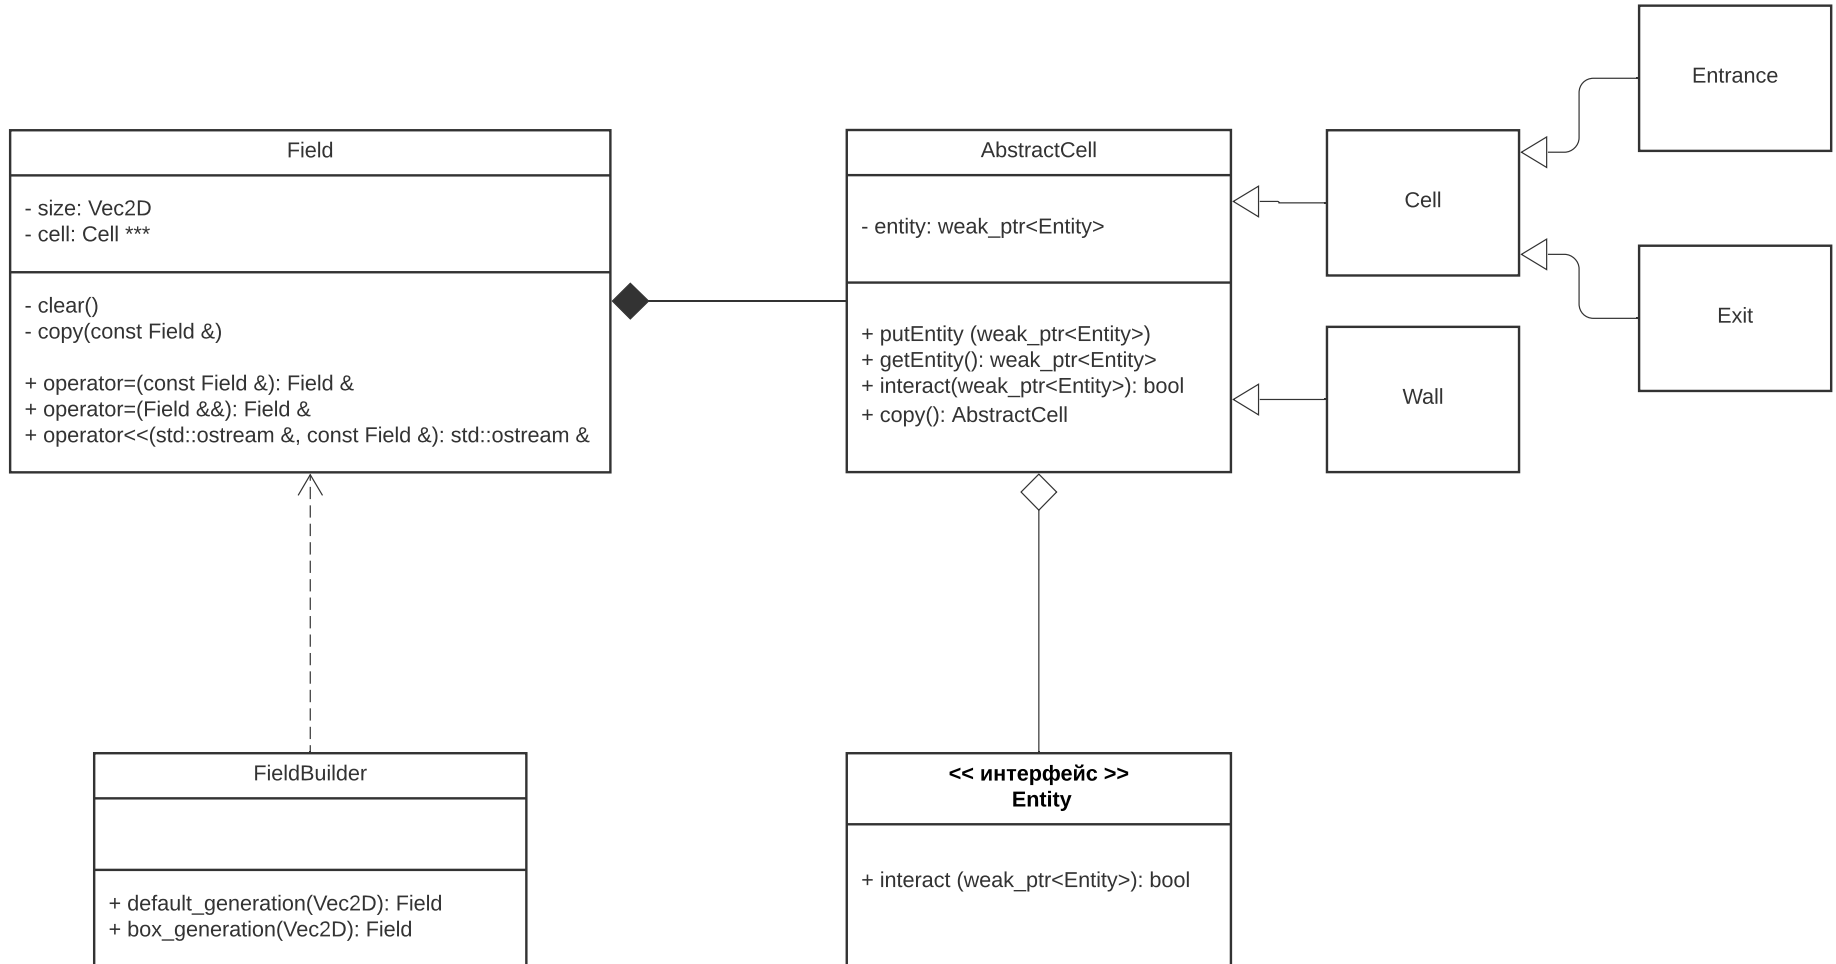 Entrance
Field
- size: Vec2D
- cell: Cell ***
- clear()
- copy(const Field &)
+ operator=(const Field &): Field &
+ operator=(Field &&): Field &
+ operator<<(std::ostream &, const Field &): std::ostream &
AbstractCell
- entity: weak_ptr<Entity>
+ putEntity (weak_ptr<Entity>)
+ getEntity(): weak_ptr<Entity>
+ interact(weak_ptr<Entity>): bool
+ copy(): AbstractCell
Cell
Exit
Wall
FieldBuilder
+ default_generation(Vec2D): Field
+ box_generation(Vec2D): Field
<< интерфейс >>
Entity
+ interact (weak_ptr<Entity>): bool